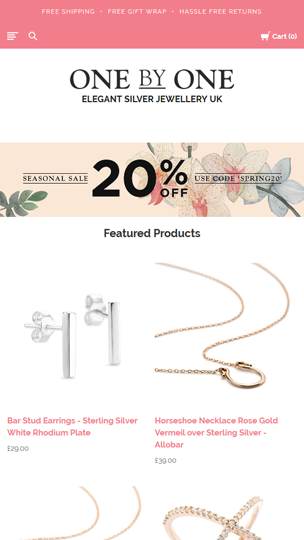 FREE SHIPPING • FREE GIFT WRAP • HASSLE FREE RETURNS
Cart (0)
ONE BY ONE
ELEGANT SILVER JEWELLERY UK
SEASONAL SALE 20% OFF USE CODE 'SPRING20'
Featured Products
Bar Stud Earrings - Sterling Silver
White Rhodium Plate
£29.00
Horseshoe Necklace Rose Gold
Vermeil over Sterling Silver -
Allobar
£39.00